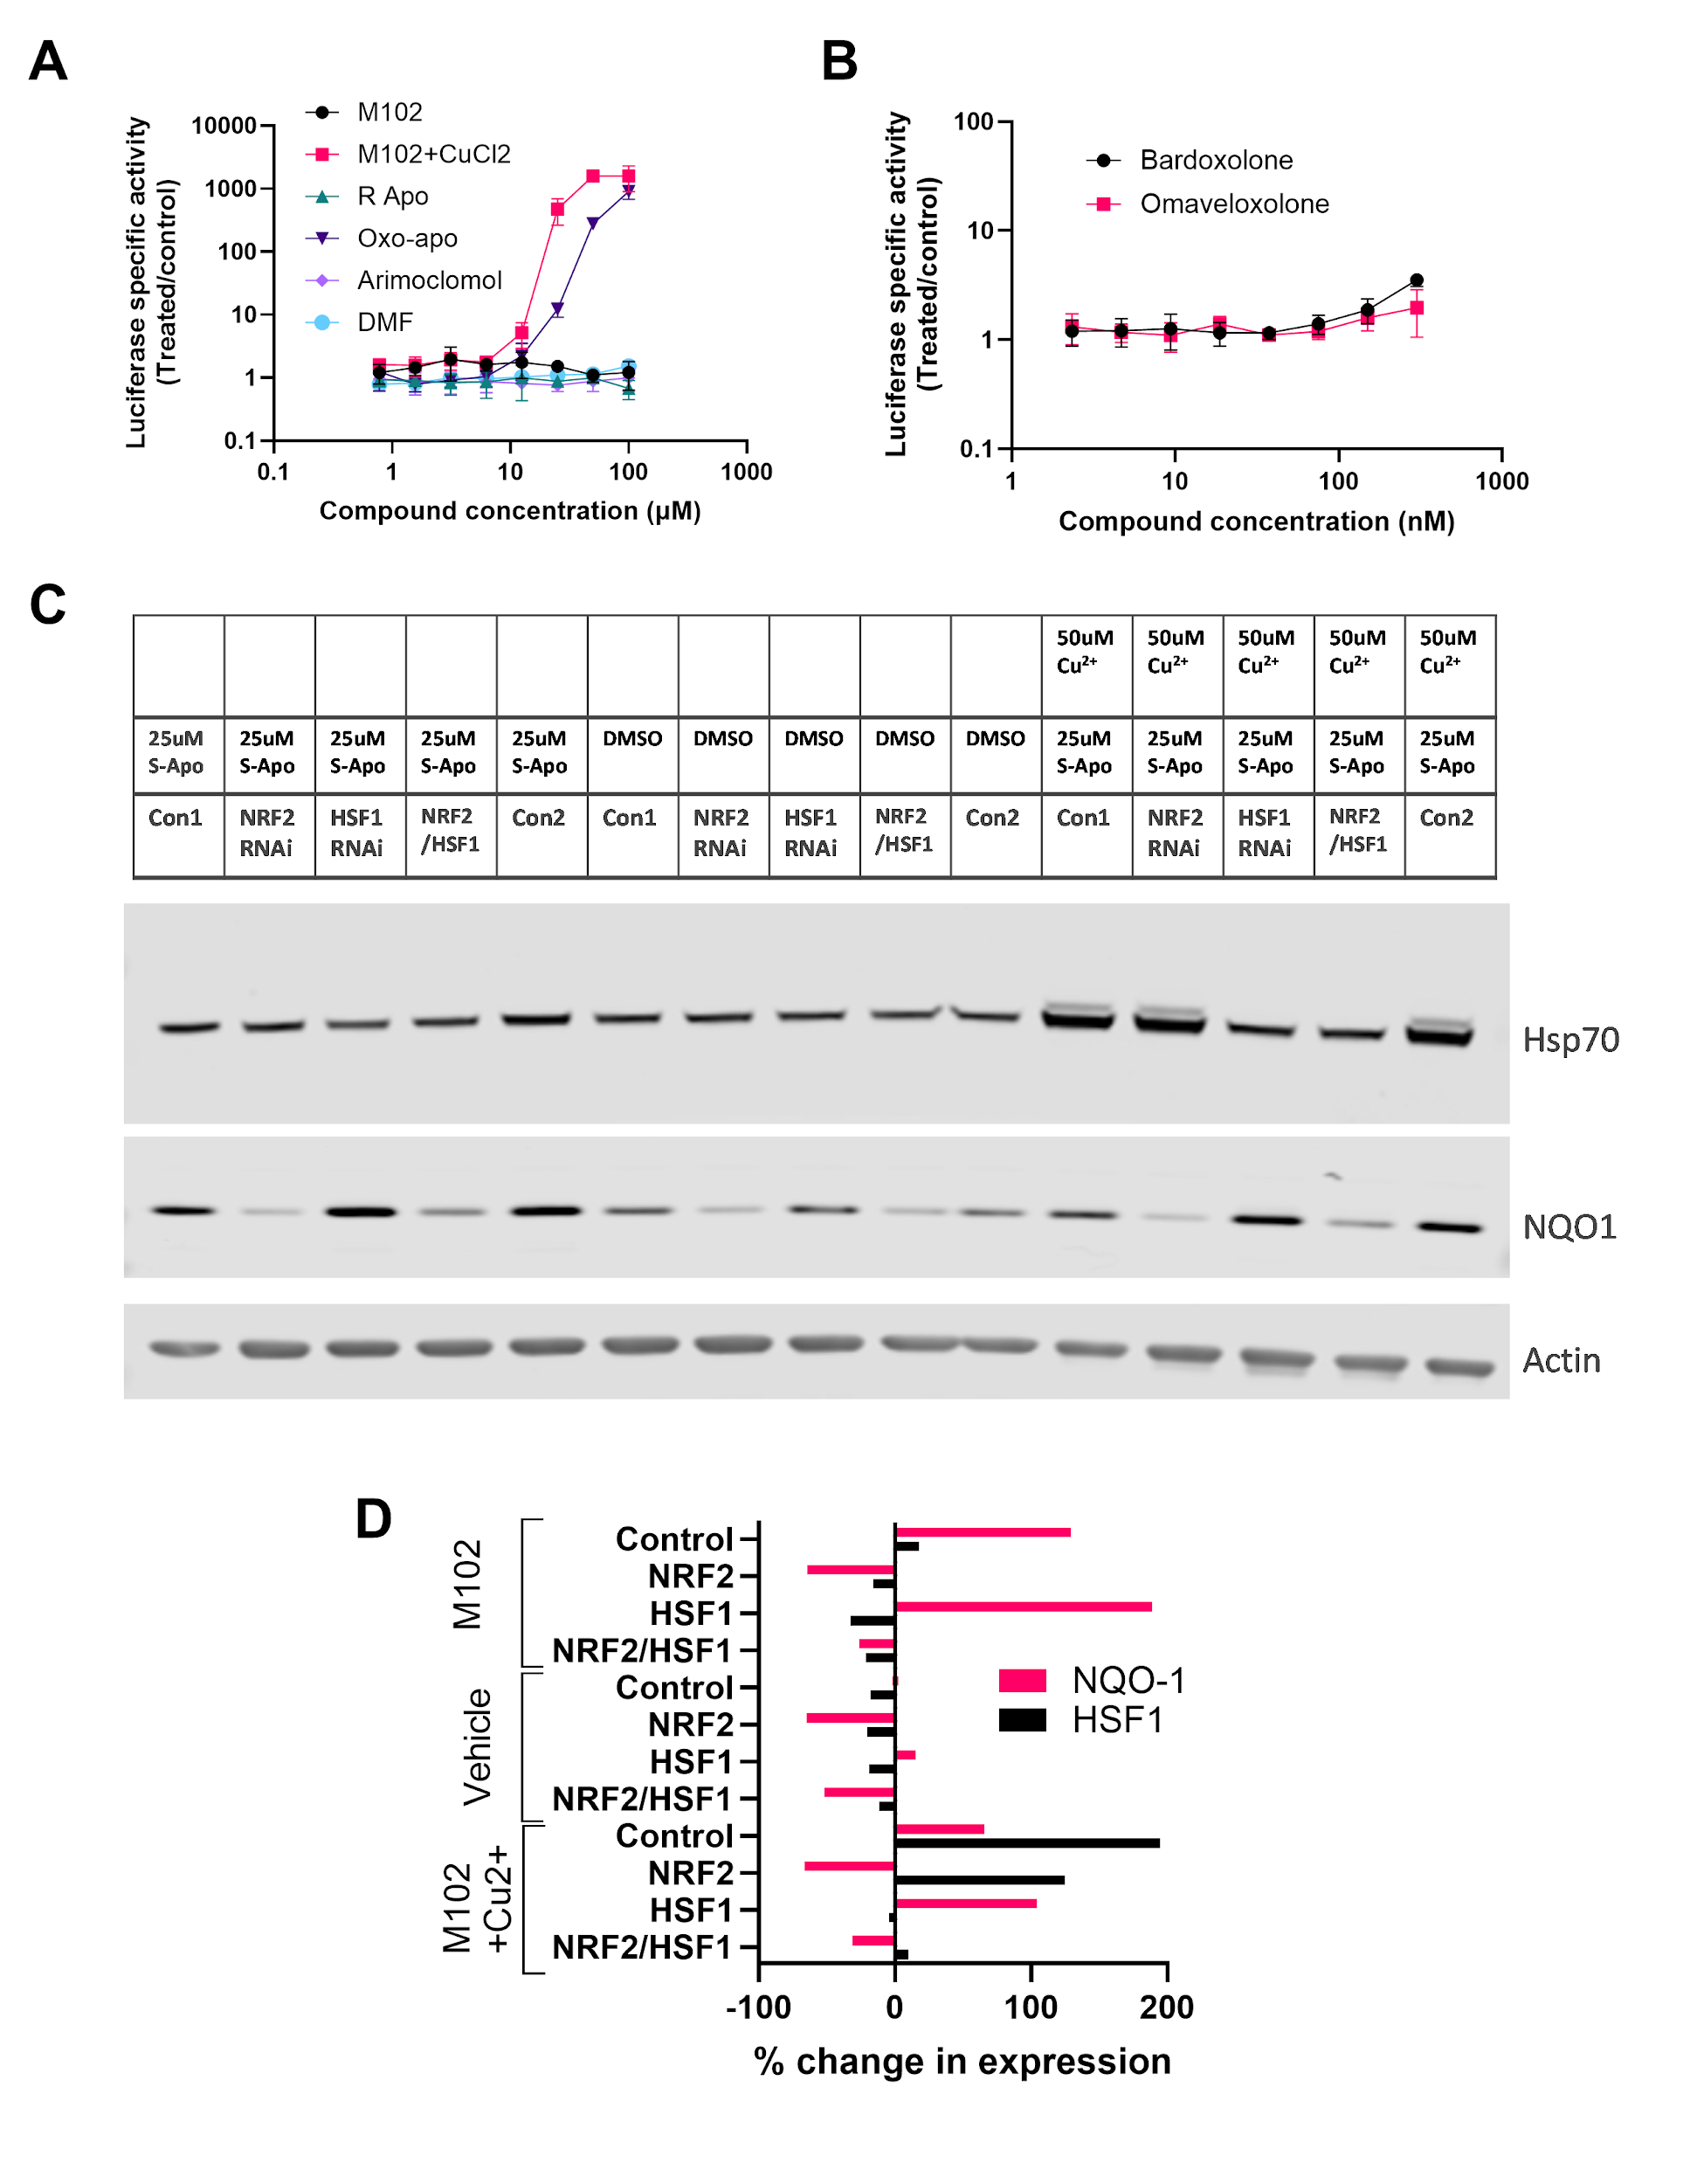 A
B
Luciferase specific activity
(Treated/control)
10000
1000
100
10
1
0.1
0.1
1
10
100
1000
Compound concentration (µM)
M102
M102+CuCl2
R Apo
Oxo-apo
Arimoclomol
DMF
Luciferase specific activity
(Treated/control)
100
10
1
0.1
1
10
100
1000
Compound concentration (nM)
Bardoxolone
Omaveloxolone
C
50uM 50uM 50uM 50uM 50uM
Cu²⁺ Cu²⁺ Cu²⁺ Cu²⁺ Cu²⁺
25uM 25uM 25uM 25uM 25uM DMSO DMSO DMSO DMSO DMSO 25uM 25uM 25uM 25uM 25uM
S-Apo S-Apo S-Apo S-Apo S-Apo S-Apo S-Apo S-Apo S-Apo S-Apo
Con1 NRF2 HSF1 NRF2 Con2 Con1 NRF2 HSF1 NRF2 Con2 Con1 NRF2 HSF1 NRF2 Con2
RNAi RNAi /HSF1 RNAi RNAi /HSF1 RNAi RNAi /HSF1
Hsp70
NQO1
Actin
D
M102
Control
NRF2
HSF1
NRF2/HSF1
Vehicle
Control
NRF2
HSF1
NRF2/HSF1
M102
+Cu2+
Control
NRF2
HSF1
NRF2/HSF1
NQO-1
HSF1
-100 0 100 200
% change in expression